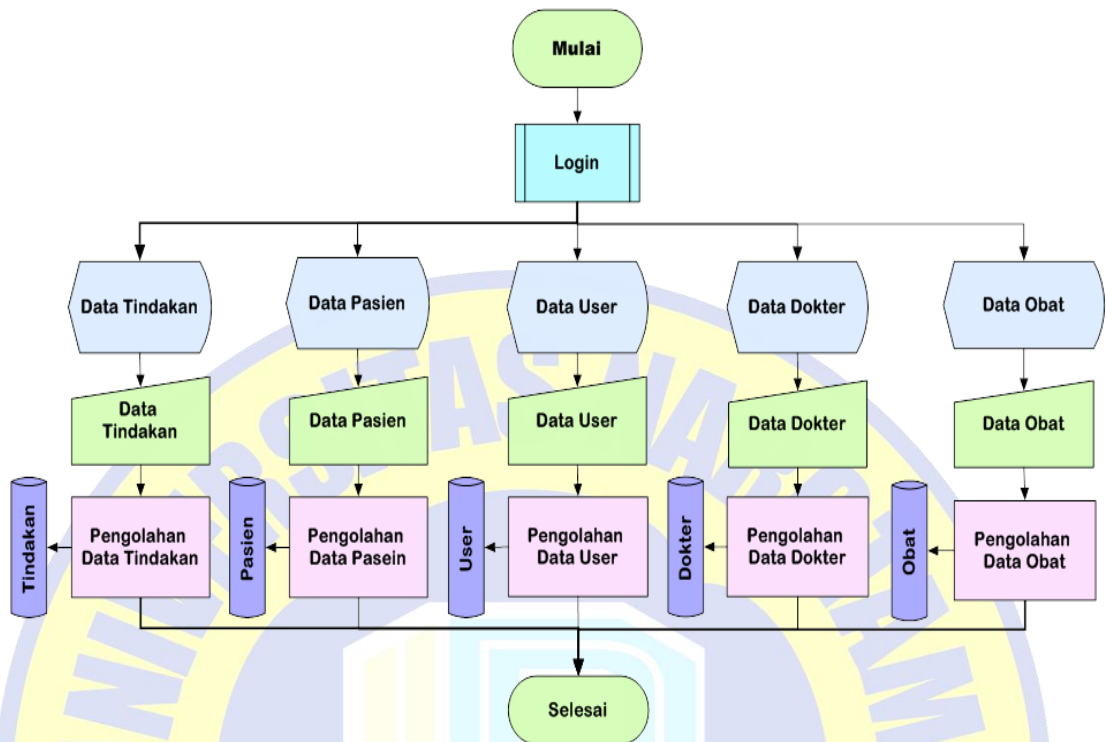 Mulai
Login
Data Tindakan
Data Pasien
Data User
Data Dokter
Data Obat
Data
Tindakan
Data Pasien
Data User
Data Dokter
Data Obat
Tindakan
Pengolahan
Data Tindakan
Pasien
Pengolahan
Data Pasein
User
Pengolahan
Data User
Dokter
Pengolahan
Data Dokter
Obat
Pengolahan
Data Obat
Selesai